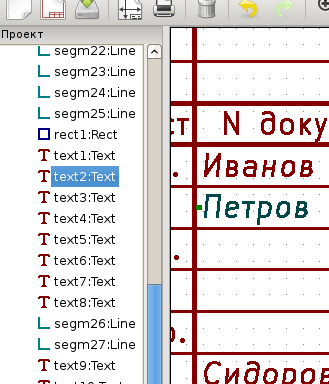 Проект
segm22:Line
segm23:Line
segm24:Line
segm25:Line
rect1:Rect
text1:Text
text2:Text
text3:Text
text4:Text
text5:Text
text6:Text
text7:Text
text8:Text
segm26:Line
segm27:Line
text9:Text
ст N доку
Иванов
Петров
Сидоров